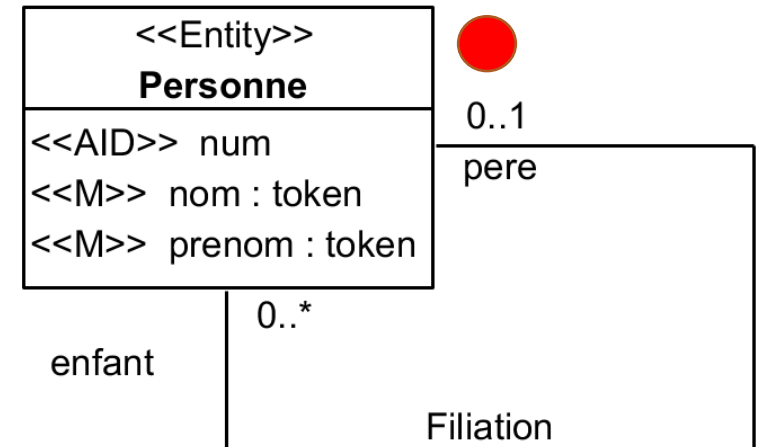 <<Entity>>
Personne
<<AID>> num
<<M>> nom : token
<<M>> prenom : token
0..1
pere
0..*
enfant
Filiation